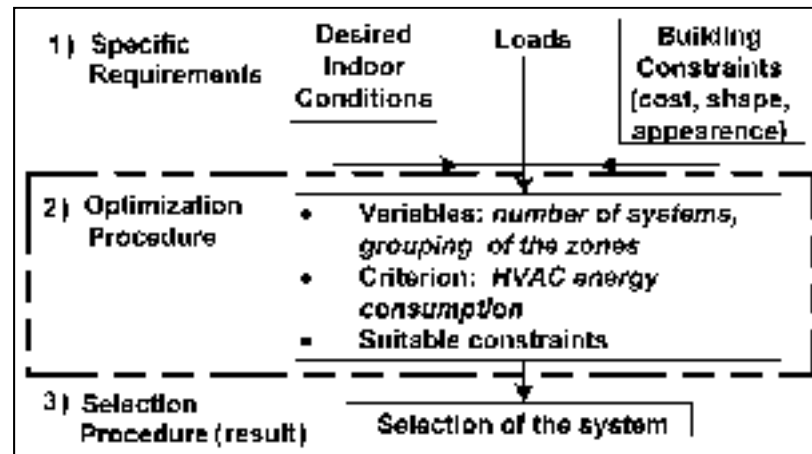 1) Specific
Requirements
Desired
Indoor
Conditions
Loads
Building
Constraints
(cost, shape,
appearence)
2) Optimization
Procedure
• Variables: number of systems,
grouping of the zones
• Criterion: HVAC energy
consumption
• Suitable constraints
3) Selection
Procedure (result)
Selection of the system